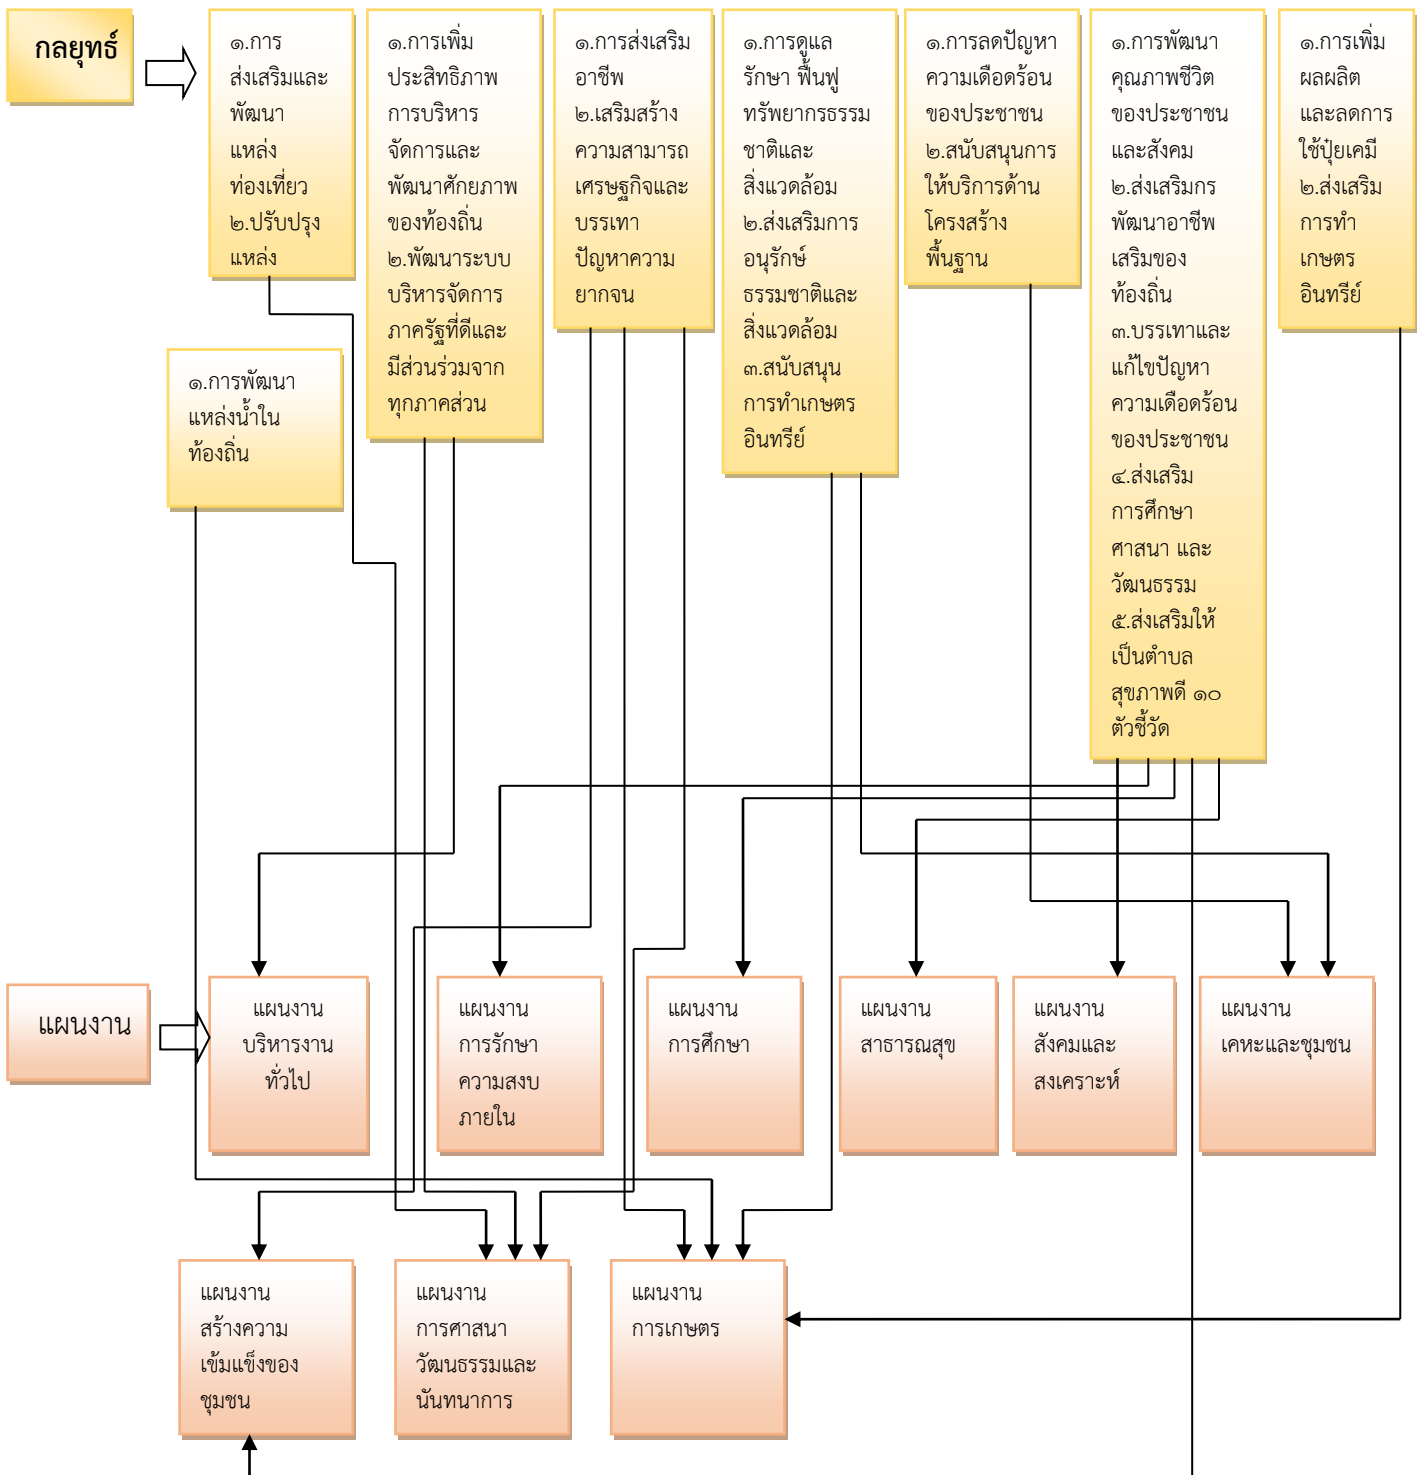 กลยุทธ์
๑.การ
ส่งเสริมและ
พัฒนา
แหล่ง
ท่องเที่ยว
๒.ปรับปรุง
แหล่ง
๑.การเพิ่ม
ประสิทธิภาพ
การบริหาร
จัดการและ
พัฒนาศักยภาพ
ของท้องถิ่น
๒.พัฒนาระบบ
บริหารจัดการ
ภาครัฐที่ดีและ
มีส่วนร่วมจาก
ทุกภาคส่วน
๑.การส่งเสริม
อาชีพ
๒.เสริมสร้าง
ความสามารถ
เศรษฐกิจและ
บรรเทา
ปัญหาความ
ยากจน
๑.การดูแล
รักษา ฟื้นฟู
ทรัพยากรธรรม
ชาติและ
สิ่งแวดล้อม
๒.ส่งเสริมการ
อนุรักษ์
ธรรมชาติและ
สิ่งแวดล้อม
๓.สนับสนุน
การทำเกษตร
อินทรีย์
๑.การลดปัญหา
ความเดือดร้อน
ของประชาชน
๒.สนับสนุนการ
ให้บริการด้าน
โครงสร้าง
พื้นฐาน
๑.การพัฒนา
คุณภาพชีวิต
ของประชาชน
และสังคม
๒.ส่งเสริมกร
พัฒนาอาชีพ
เสริมของ
ท้องถิ่น
๓.บรรเทาและ
แก้ไขปัญหา
ความเดือดร้อน
ของประชาชน
๔.ส่งเสริม
การศึกษา
ศาสนา และ
วัฒนธรรม
๕.ส่งเสริมให้
เป็นตำบล
สุขภาพดี ๑๐
ตัวชี้วัด
๑.การเพิ่ม
ผลผลิต
และลดการ
ใช้ปุ๋ยเคมี
๒.ส่งเสริม
การทำ
เกษตร
อินทรีย์
๑.การพัฒนา
แหล่งน้ำใน
ท้องถิ่น
แผนงาน
แผนงาน
บริหารงาน
ทั่วไป
แผนงาน
การรักษา
ความสงบ
ภายใน
แผนงาน
การศึกษา
แผนงาน
สาธารณสุข
แผนงาน
สังคมและ
สงเคราะห์
แผนงาน
เคหะและชุมชน
แผนงาน
สร้างความ
เข้มแข็งของ
ชุมชน
แผนงาน
การศาสนา
วัฒนธรรมและ
นันทนาการ
แผนงาน
การเกษตร